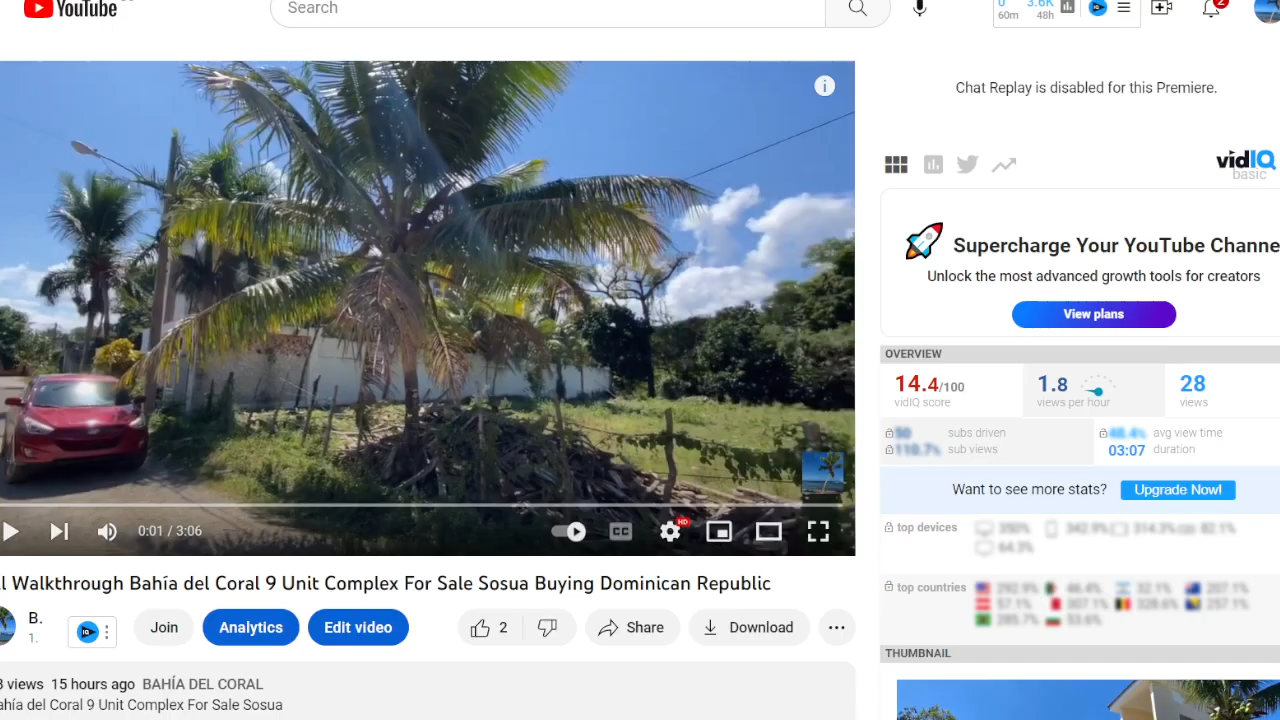 YouTube
Search
0
3.6K
60m
48h
2
Chat Replay is disabled for this Premiere.
vidIQ
basic
Supercharge Your YouTube Channe
Unlock the most advanced growth tools for creators
View plans
OVERVIEW
14.4/100
vidIQ score
1.8
views per hour
28
views
subs driven
sub views
avg view time
03:07 duration
Want to see more stats? Upgrade Now!
top devices
top countries
THUMBNAIL
i
0:01 / 3:06
CC
HD
l Walkthrough Bahía del Coral 9 Unit Complex For Sale Sosua Buying Dominican Republic
B.
1.
IQ
Join
Analytics
Edit video
2
Share
Download
8 views 15 hours ago BAHÍA DEL CORAL
ahía del Coral 9 Unit Complex For Sale Sosua